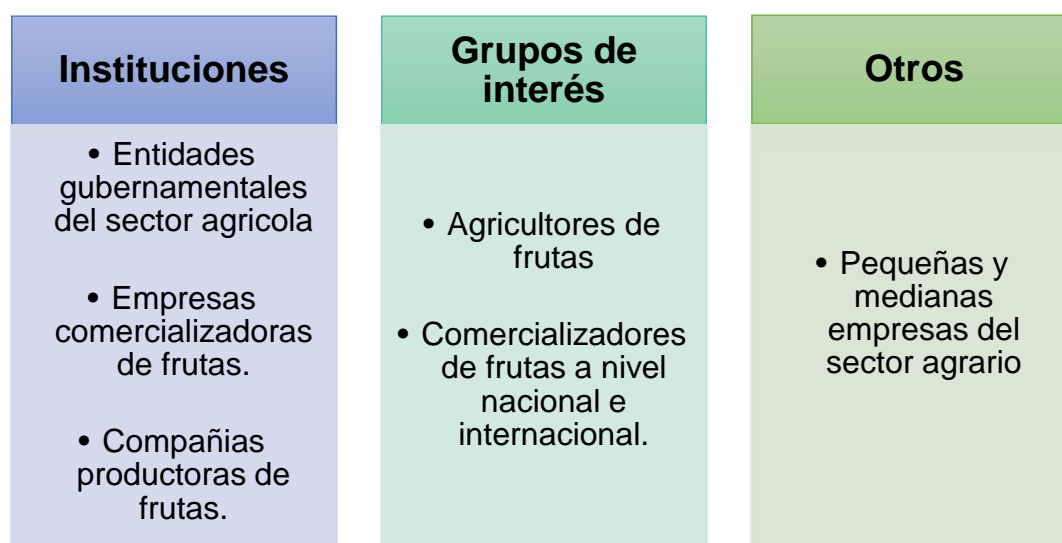 Instituciones
• Entidades
gubernamentales
del sector agricola
• Empresas
comercializadoras
de frutas.
• Compañias
productoras de
frutas.
Grupos de
interés
• Agricultores de
frutas
• Comercializadores
de frutas a nivel
nacional e
internacional.
Otros
• Pequeñas y
medianas
empresas del
sector agrario